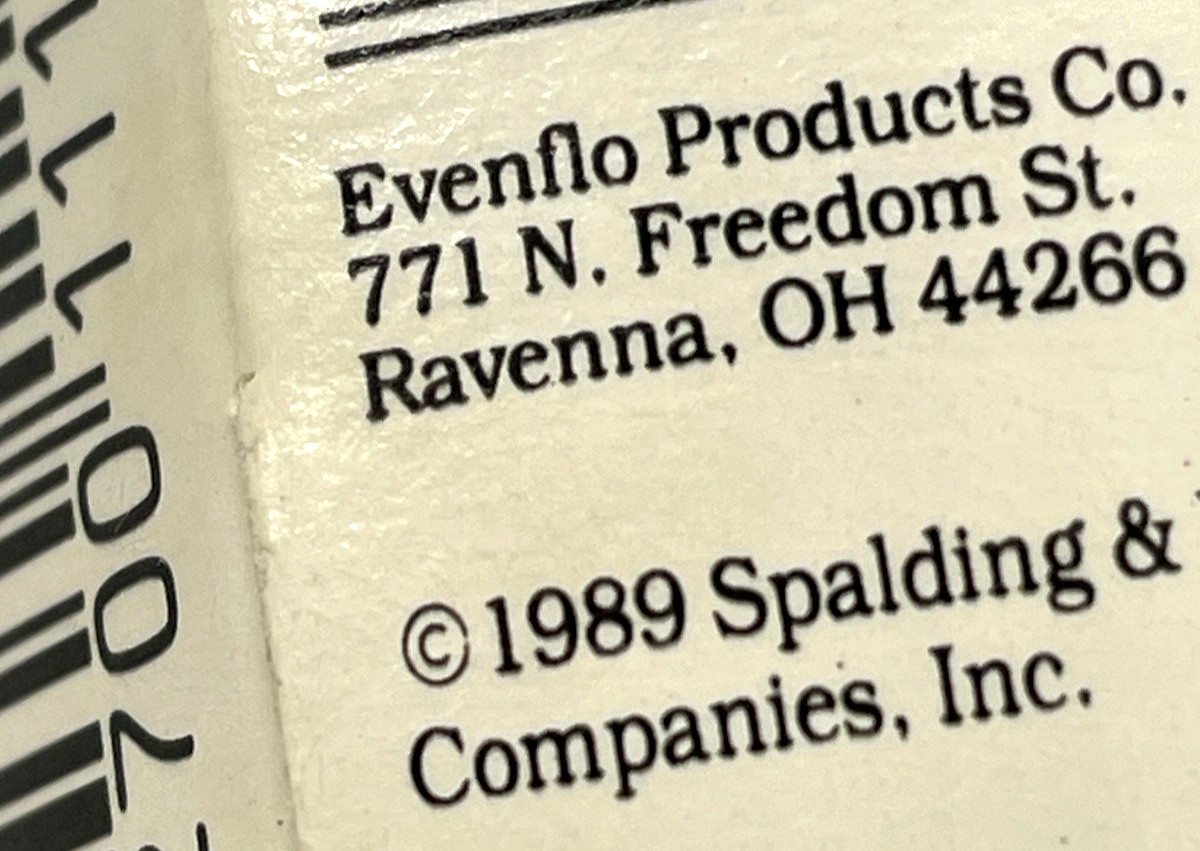 Evenflo Products Co.
771 N. Freedom St.
Ravenna, OH 44266
©1989 Spalding &
Companies, Inc.